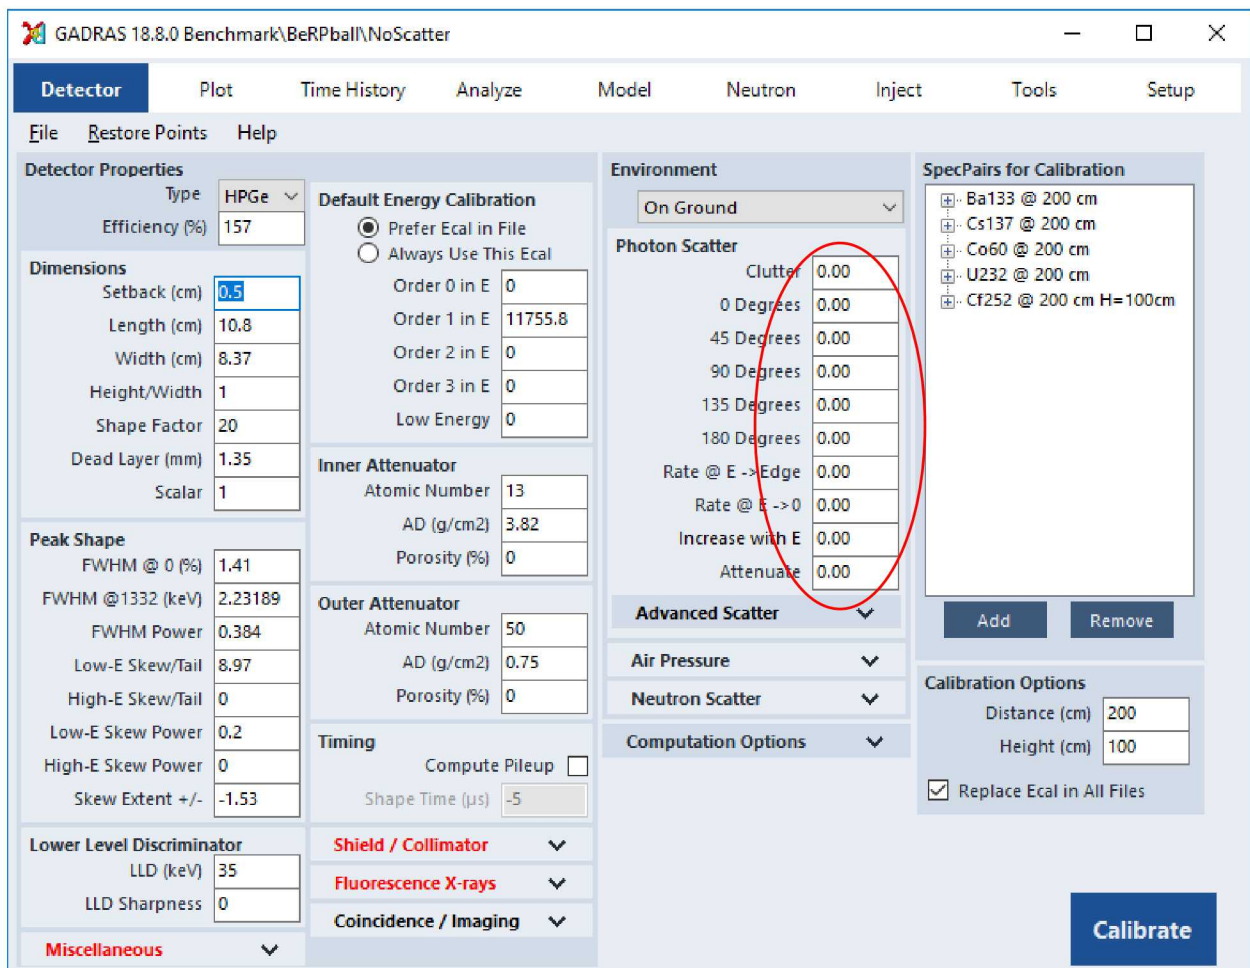 GADRAS 18.8.0 Benchmark\BeRPball\NoScatter
Detector Plot Time History Analyze Model Neutron Inject Tools Setup
File Restore Points Help
Detector Properties
Type HPGe
Efficiency (%) 157
Dimensions
Setback (cm) 0.5
Length (cm) 10.8
Width (cm) 8.37
Height/Width 1
Shape Factor 20
Dead Layer (mm) 1.35
Scalar 1
Peak Shape
FWHM @ 0 (%) 1.41
FWHM @1332 (keV) 2.23189
FWHM Power 0.384
Low-E Skew/Tail 8.97
High-E Skew/Tail 0
Low-E Skew Power 0.2
High-E Skew Power 0
Skew Extent +/- -1.53
Lower Level Discriminator
LLD (keV) 35
LLD Sharpness 0
Miscellaneous
Default Energy Calibration
Prefer Ecal in File
Always Use This Ecal
Order 0 in E 0
Order 1 in E 11755.8
Order 2 in E 0
Order 3 in E 0
Low Energy 0
Inner Attenuator
Atomic Number 13
AD (g/cm2) 3.82
Porosity (%) 0
Outer Attenuator
Atomic Number 50
AD (g/cm2) 0.75
Porosity (%) 0
Timing
Compute Pileup
Shape Time (µs) -5
Shield / Collimator
Fluorescence X-rays
Coincidence / Imaging
Environment
On Ground
Photon Scatter
Clutter 0.00
0 Degrees 0.00
45 Degrees 0.00
90 Degrees 0.00
135 Degrees 0.00
180 Degrees 0.00
Rate @ E ->Edge 0.00
Rate @ E ->0 0.00
Increase with E 0.00
Attenuate 0.00
Advanced Scatter
Air Pressure
Neutron Scatter
Computation Options
SpecPairs for Calibration
Ba133 @ 200 cm
Cs137 @ 200 cm
Co60 @ 200 cm
U232 @ 200 cm
Cf252 @ 200 cm H=100cm
Add Remove
Calibration Options
Distance (cm) 200
Height (cm) 100
Replace Ecal in All Files
Calibrate